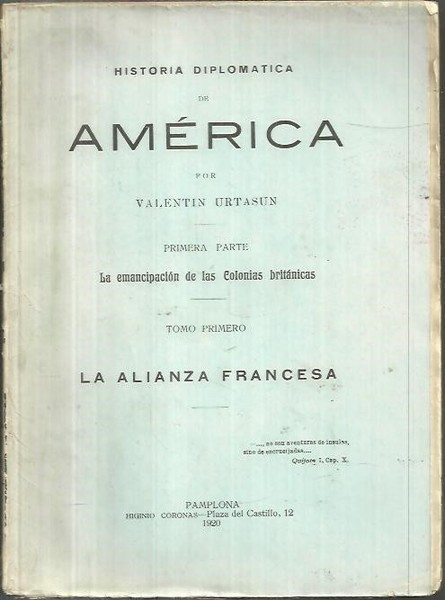 HISTORIA DIPLOMATICA
DE
AMÉRICA
POR
VALENTIN URTASUN
PRIMERA PARTE
La emancipación de las Colonias británicas
TOMO PRIMERO
LA ALIANZA FRANCESA
—.... no son aventuras de insulas,
sino de encrucijadas....
Quijote I, Cap. X.
PAMPLONA
HIGINIO CORONAS—Plaza del Castillo, 12
1920